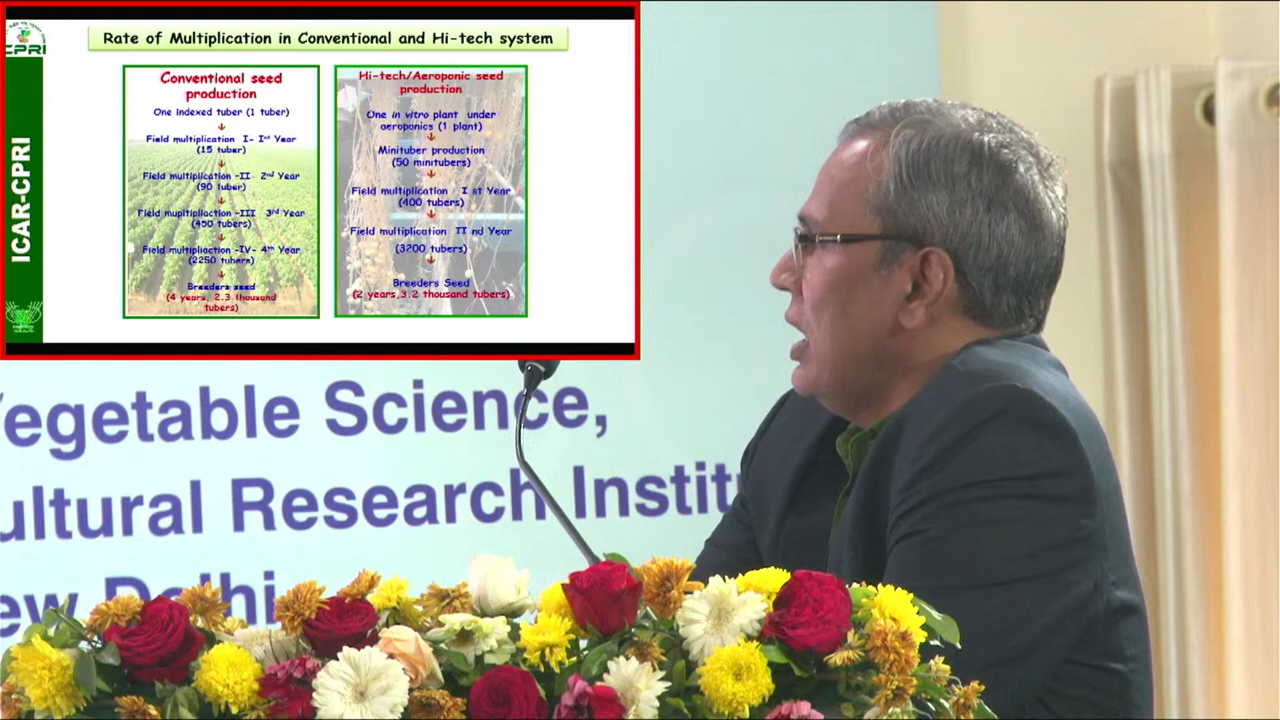 CPRI
ICAR-CPRI
Rate of Multiplication in Conventional and Hi-tech system
Conventional seed
production
One indexed tuber (1 tuber)
Field multiplication I- Ist Year
(15 tuber)
Field multiplication -II- 2nd Year
(90 tuber)
Field mupltipliaction -III 3rd Year
(450 tubers)
Field multipliaction -IV- 4th Year
(2250 tubers)
Breeders seed
(4 years, 2.3 thousand
tubers)
Hi-tech/Aeroponic seed
production
One in vitro plant under
aeroponics (1 plant)
Minituber production
(50 minitubers)
Field multiplication I st Year
(400 tubers)
Field multiplication II nd Year
(3200 tubers)
Breeders Seed
(2 years,3.2 thousand tubers)
Vegetable Science,
ultural Research Institu
ew Delhi